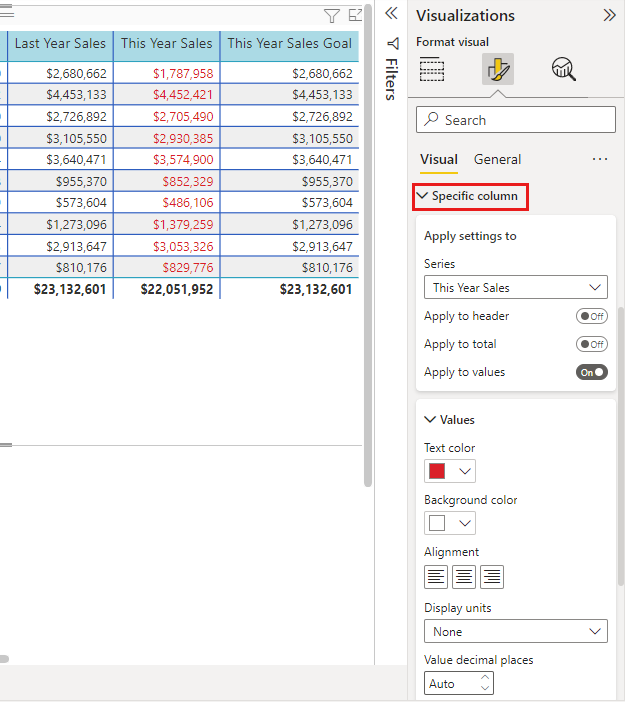 Last Year Sales This Year Sales This Year Sales Goal
$2,680,662 $1,787,958 $2,680,662
$4,453,133 $4,452,421 $4,453,133
$2,726,892 $2,705,490 $2,726,892
$3,105,550 $2,930,385 $3,105,550
$3,640,471 $3,574,900 $3,640,471
$955,370 $852,329 $955,370
$573,604 $486,106 $573,604
$1,273,096 $1,379,259 $1,273,096
$2,913,647 $3,053,326 $2,913,647
$810,176 $829,776 $810,176
$23,132,601 $22,051,952 $23,132,601
Filters
Visualizations
Format visual
Search
Visual General
Specific column
Apply settings to
Series
This Year Sales
Apply to header Off
Apply to total Off
Apply to values On
Values
Text color
Background color
Alignment
Display units
None
Value decimal places
Auto